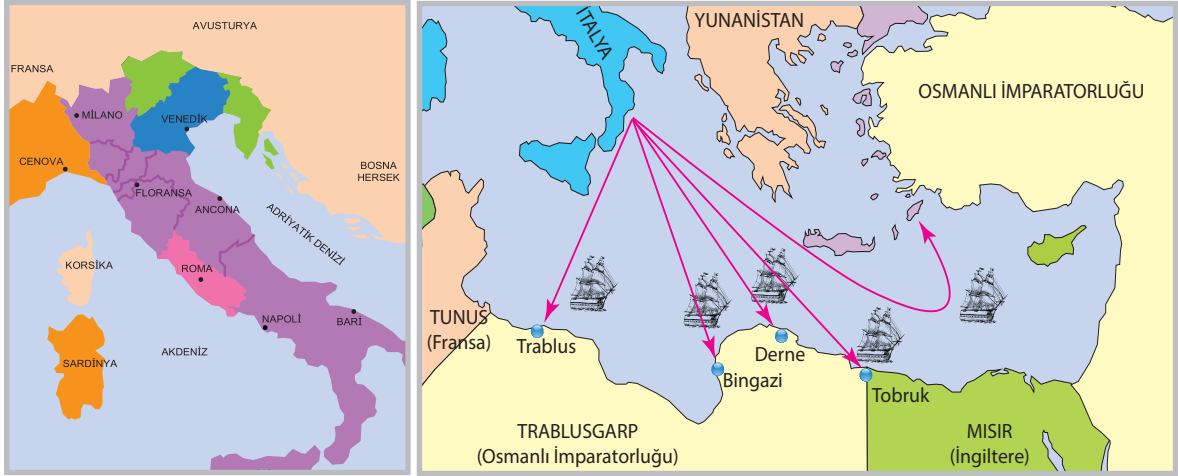 AVUSTURYA
FRANSA
MİLANO
VENEDİK
CENOVA
BOSNA
HERSEK
FLORANSA
ANCONA
ADRİYATİK DENİZİ
KORSİKA
ROMA
NAPOLİ
BARİ
AKDENİZ
SARDİNYA
İTALYA
YUNANİSTAN
OSMANLI İMPARATORLUĞU
TUNUS
(Fransa)
Trablus
Bingazi
Derne
Tobruk
TRABLUSGARP
(Osmanlı İmparatorluğu)
MISIR
(İngiltere)